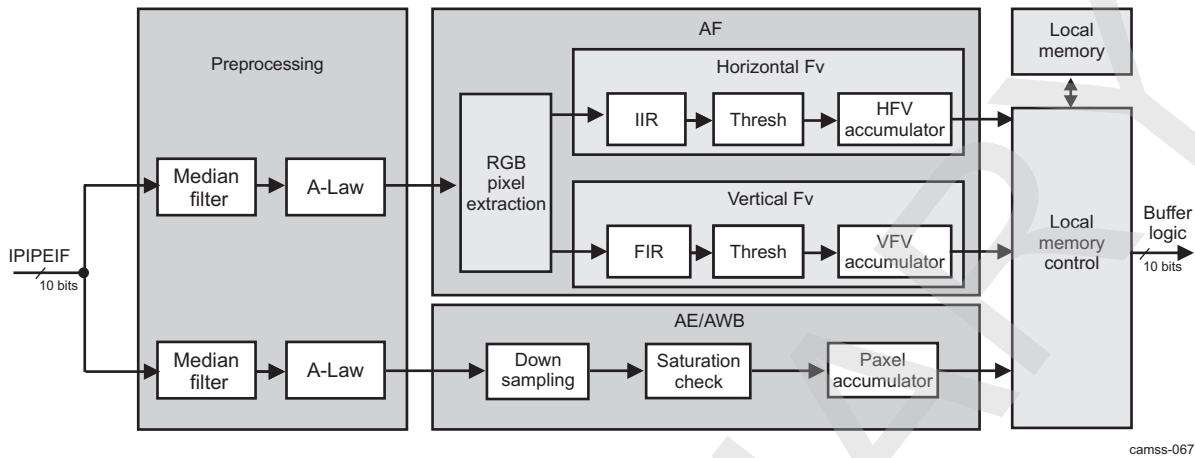 Preprocessing
AF
Local
memory
Horizontal Fv
IIR
Thresh
HFV
accumulator
RGB
pixel
extraction
Median
filter
A-Law
Vertical Fv
FIR
Thresh
VFV
accumulator
Local
memory
control
Buffer
logic
10 bits
IPIPEIF
10 bits
AE/AWB
Median
filter
A-Law
Down
sampling
Saturation
check
Paxel
accumulator
camss-067